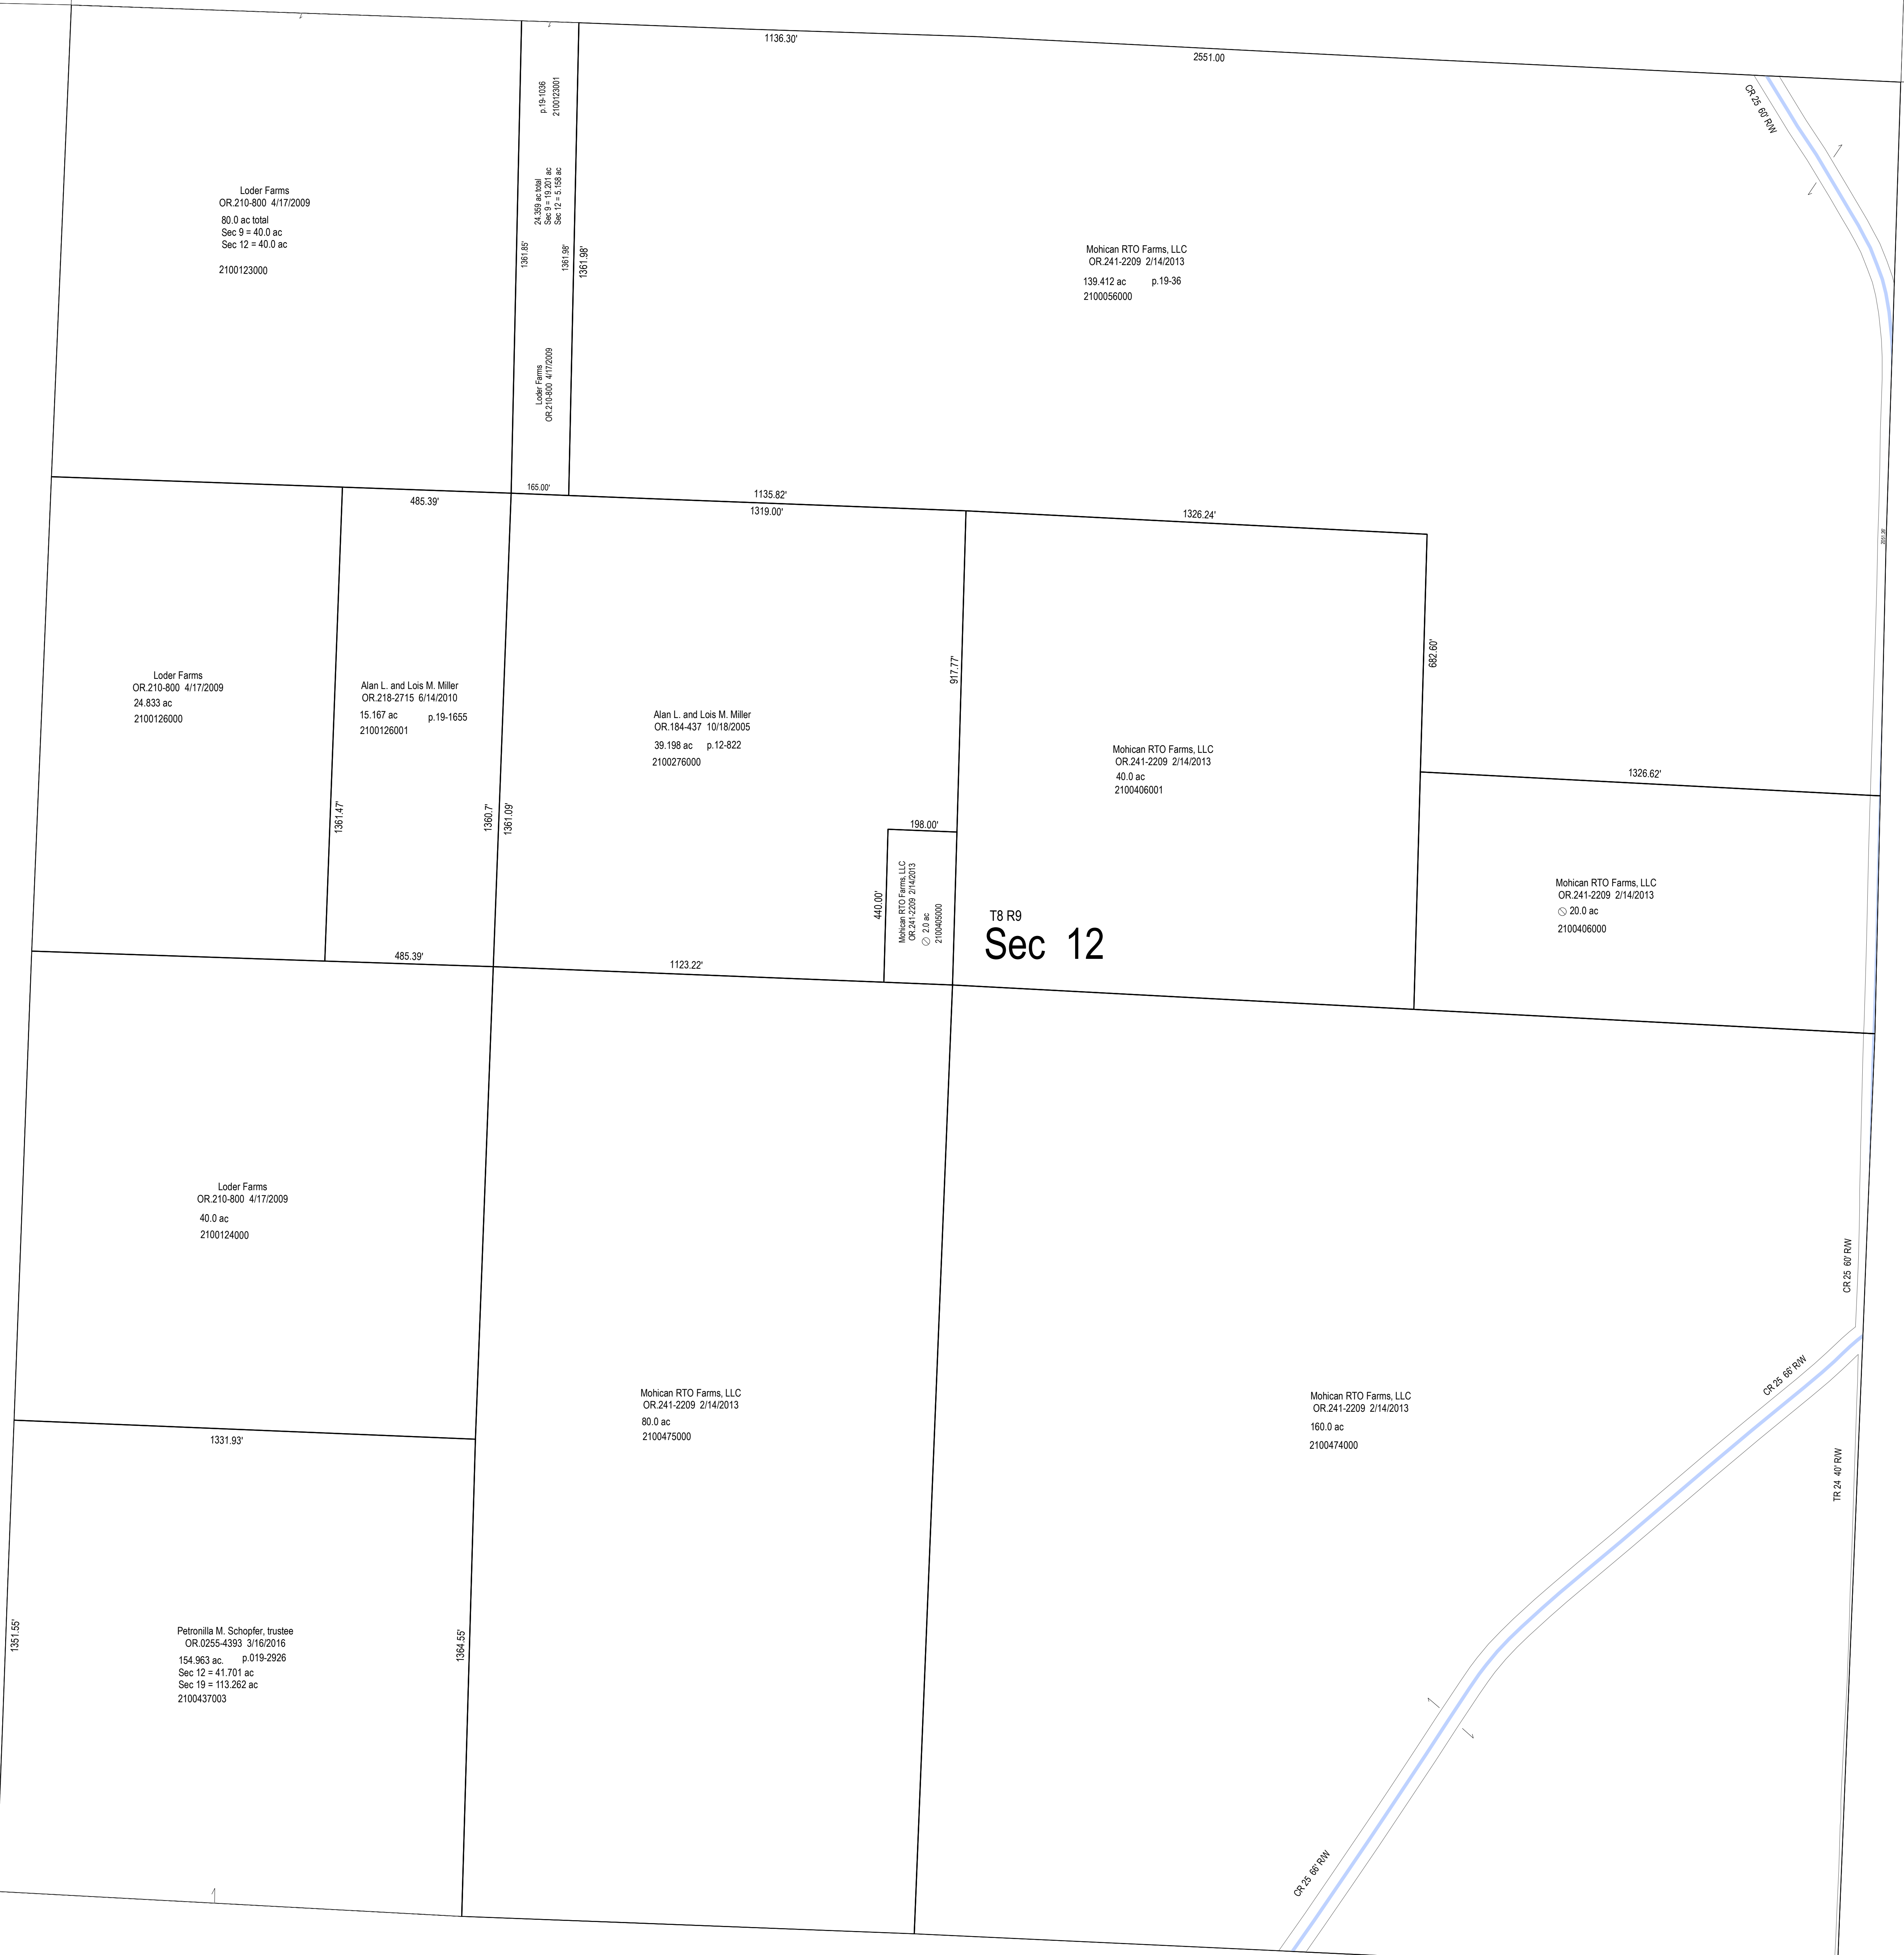 1136.30'
2551.00
CR 25 60' R/W
p.19-1036
2100123001
24.359 ac total
Sec 9 = 19.201 ac
Sec 12 = 5.158 ac
1361.85'
1361.98'
1361.98'
Loder Farms
OR.210-800 4/17/2009
165.00'
Loder Farms
OR.210-800 4/17/2009
80.0 ac total
Sec 9 = 40.0 ac
Sec 12 = 40.0 ac
2100123000
Mohican RTO Farms, LLC
OR.241-2209 2/14/2013
139.412 ac p.19-36
2100056000
485.39'
1135.82'
1319.00'
1326.24'
682.60'
917.77'
Loder Farms
OR.210-800 4/17/2009
24.833 ac
2100126000
Alan L. and Lois M. Miller
OR.218-2715 6/14/2010
15.167 ac p.19-1655
2100126001
1361.47'
1360.7'
1361.09'
Alan L. and Lois M. Miller
OR.184-437 10/18/2005
39.198 ac p.12-822
2100276000
Mohican RTO Farms, LLC
OR.241-2209 2/14/2013
40.0 ac
2100406001
1326.62'
198.00'
440.00'
Mohican RTO Farms, LLC
OR.241-2209 2/14/2013
2.0 ac
2100405000
T8 R9
Sec 12
Mohican RTO Farms, LLC
OR.241-2209 2/14/2013
20.0 ac
2100406000
485.39'
1123.22'
Loder Farms
OR.210-800 4/17/2009
40.0 ac
2100124000
1331.93'
Mohican RTO Farms, LLC
OR.241-2209 2/14/2013
80.0 ac
2100475000
Mohican RTO Farms, LLC
OR.241-2209 2/14/2013
160.0 ac
2100474000
CR 25 60' R/W
CR 25 66' R/W
TR 24 40' R/W
1351.55'
1364.55'
Petronilla M. Schopfer, trustee
OR.0255-4393 3/16/2016
154.963 ac. p.019-2926
Sec 12 = 41.701 ac
Sec 19 = 113.262 ac
2100437003
CR 25 66' R/W